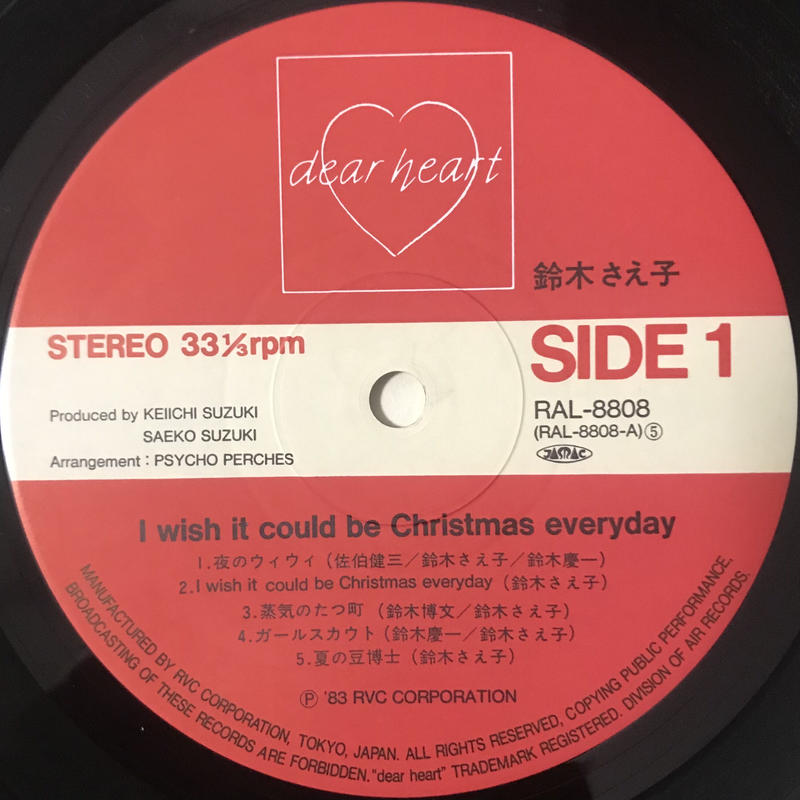 dear heart
鈴木さえ子
STEREO 33⅓rpm
SIDE 1
Produced by KEIICHI SUZUKI
SAEKO SUZUKI
Arrangement : PSYCHO PERCHES
RAL-8808
(RAL-8808-A)⑤
JASRAC
I wish it could be Christmas everyday
1.夜のウィウィ（佐伯健三／鈴木さえ子／鈴木慶一）
2.I wish it could be Christmas everyday（鈴木さえ子）
3.蒸気のたつ町（鈴木博文／鈴木さえ子）
4.ガールスカウト（鈴木慶一／鈴木さえ子）
5.夏の豆博士（鈴木さえ子）
Ⓟ '83 RVC CORPORATION
MANUFACTURED BY RVC CORPORATION, TOKYO, JAPAN. ALL RIGHTS RESERVED, COPYING PUBLIC PERFORMANCE,
BROADCASTING OF THESE RECORDS ARE FORBIDDEN. "dear heart" TRADEMARK REGISTERED. DIVISION OF AIR RECORDS.